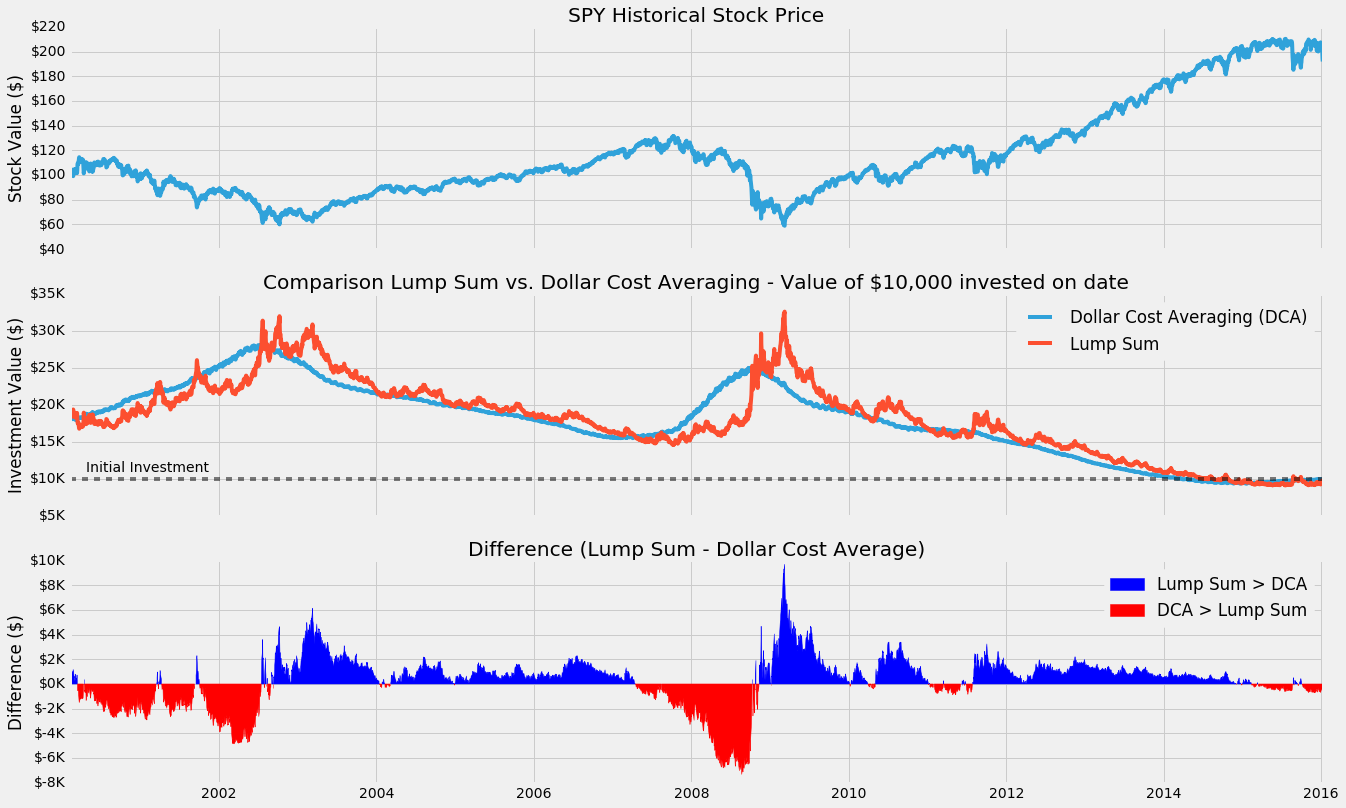 SPY Historical Stock Price
Stock Value ($)
$220
$200
$180
$160
$140
$120
$100
$80
$60
$40
Comparison Lump Sum vs. Dollar Cost Averaging - Value of $10,000 invested on date
Investment Value ($)
$35K
$30K
$25K
$20K
$15K
$10K
$5K
Dollar Cost Averaging (DCA)
Lump Sum
Initial Investment
Difference (Lump Sum - Dollar Cost Average)
Difference ($)
$10K
$8K
$6K
$4K
$2K
$0K
$-2K
$-4K
$-6K
$-8K
Lump Sum > DCA
DCA > Lump Sum
2002 2004 2006 2008 2010 2012 2014 2016